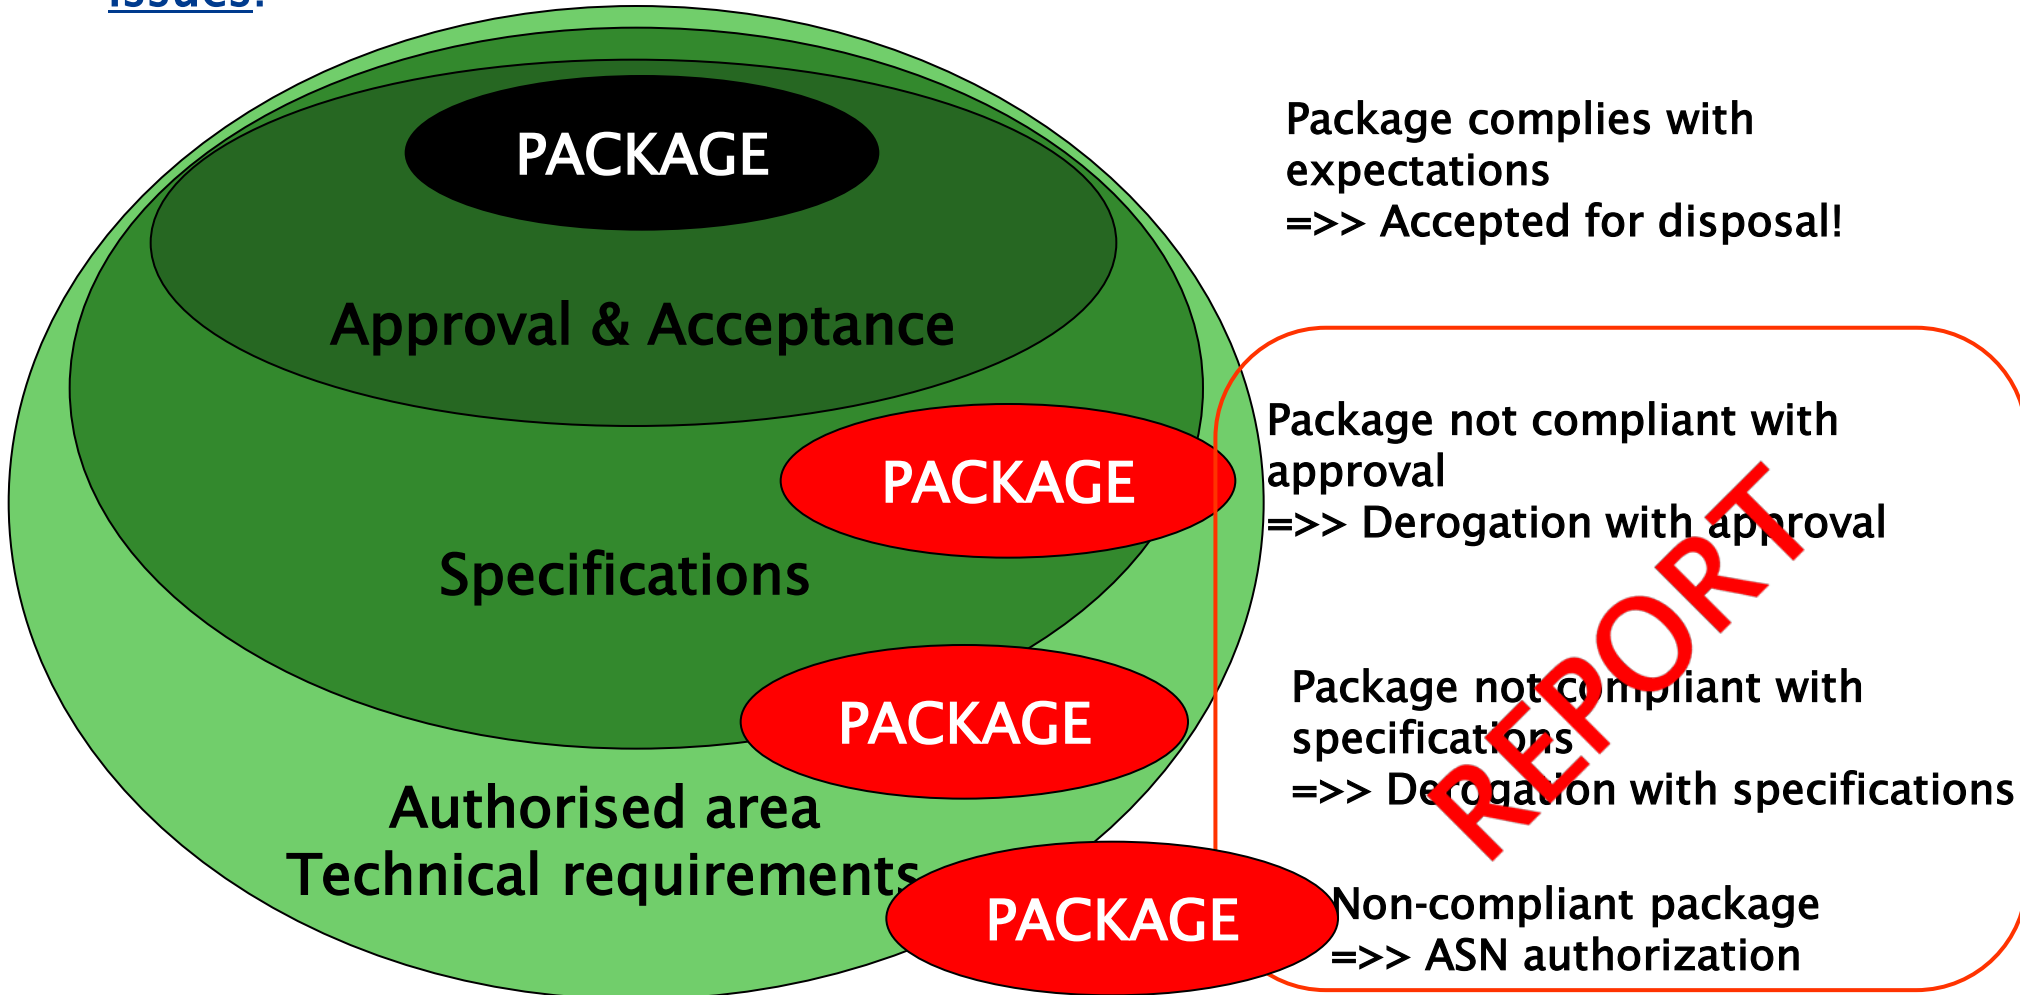 Issues:
PACKAGE
Approval & Acceptance
PACKAGE
Specifications
PACKAGE
Authorised area
Technical requirements
PACKAGE
Package complies with
expectations
=>> Accepted for disposal!
Package not compliant with
approval
=>> Derogation with approval
Package not compliant with
specifications
=>> Derogation with specifications
Non-compliant package
=>> ASN authorization
REPORT